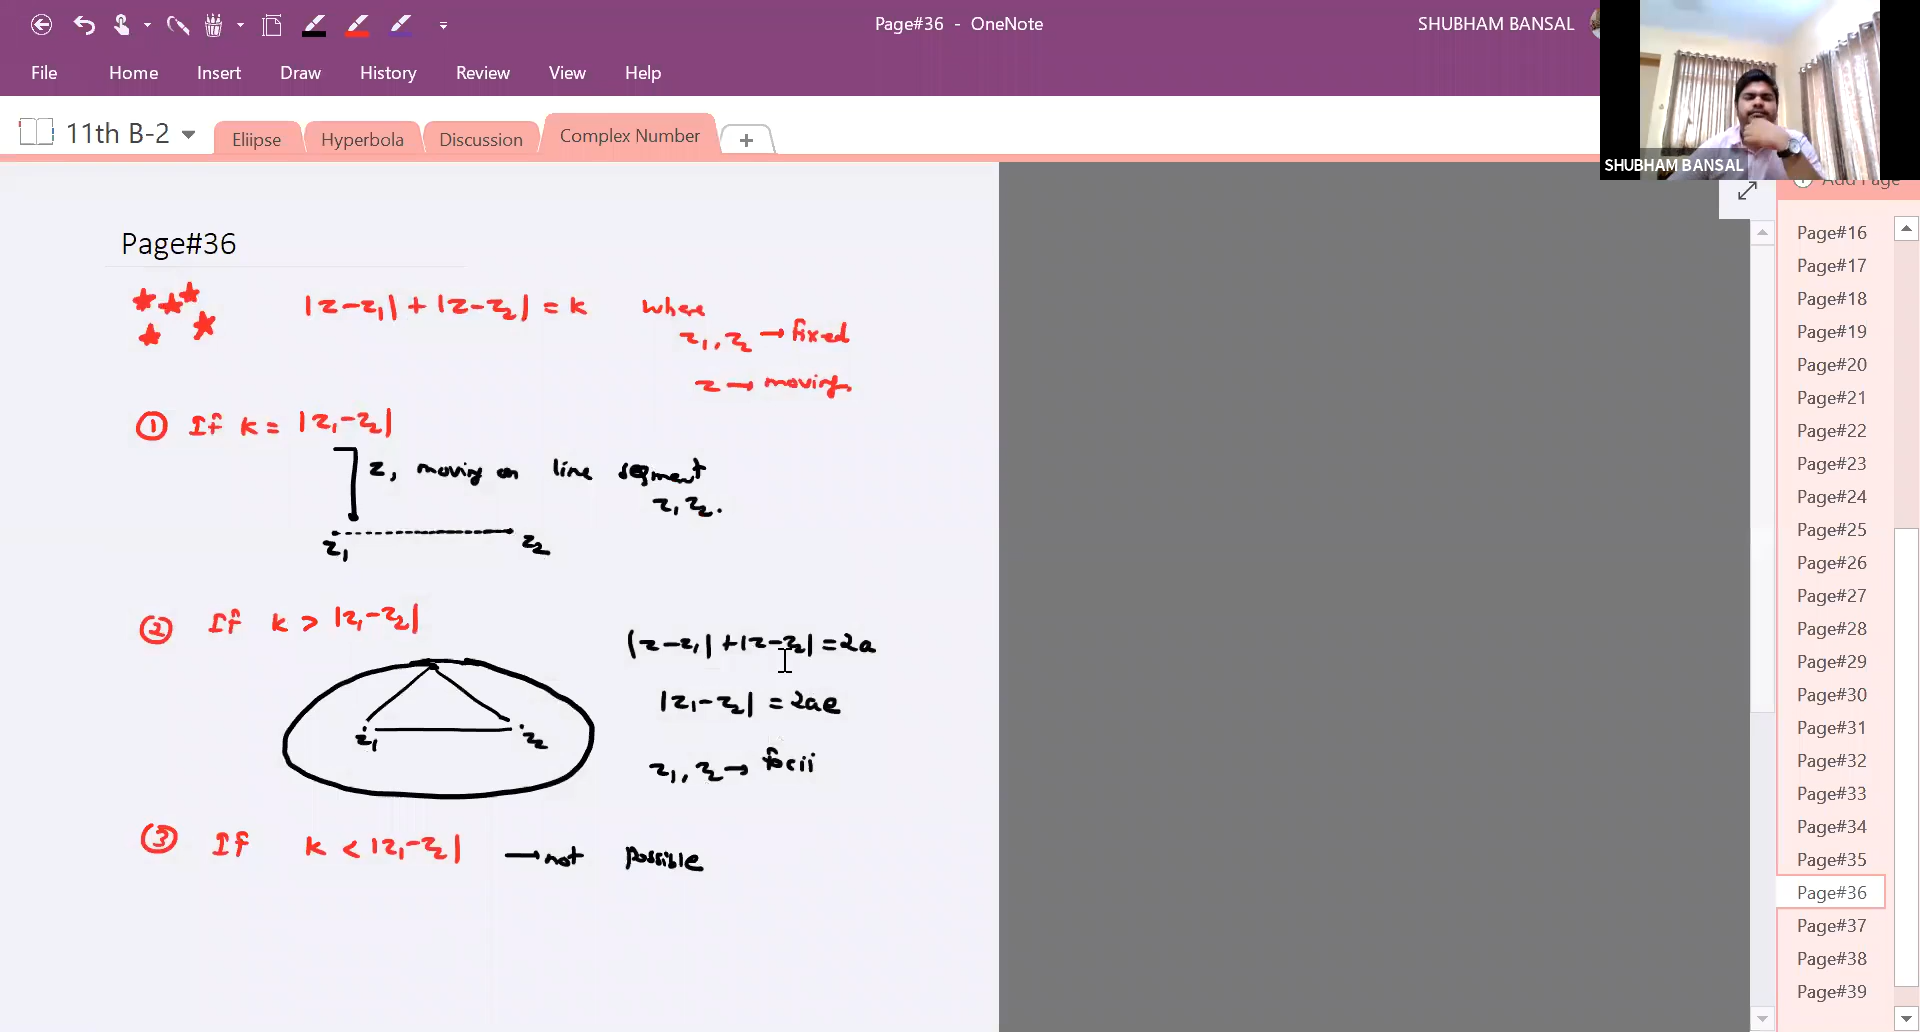 Page#36 - OneNote
SHUBHAM BANSAL
File Home Insert Draw History Review View Help
11th B-2
Eliipse Hyperbola Discussion Complex Number +
SHUBHAM BANSAL
Add Page
Page#36
|z-z₁| + |z-z₂| = k where
z₁, z₂ → fixed
z → moving
① If k = |z₁-z₂|
z, moving on line segment
z₁ z₂.
z₁ z₂
② If k > |z₁-z₂|
|z-z₁| + |z-z₂| = 2a
|z₁-z₂| = 2ae
z₁, z₂ → focii
z₁ z₂
③ If k < |z₁-z₂| → not possible
Page#16
Page#17
Page#18
Page#19
Page#20
Page#21
Page#22
Page#23
Page#24
Page#25
Page#26
Page#27
Page#28
Page#29
Page#30
Page#31
Page#32
Page#33
Page#34
Page#35
Page#36
Page#37
Page#38
Page#39